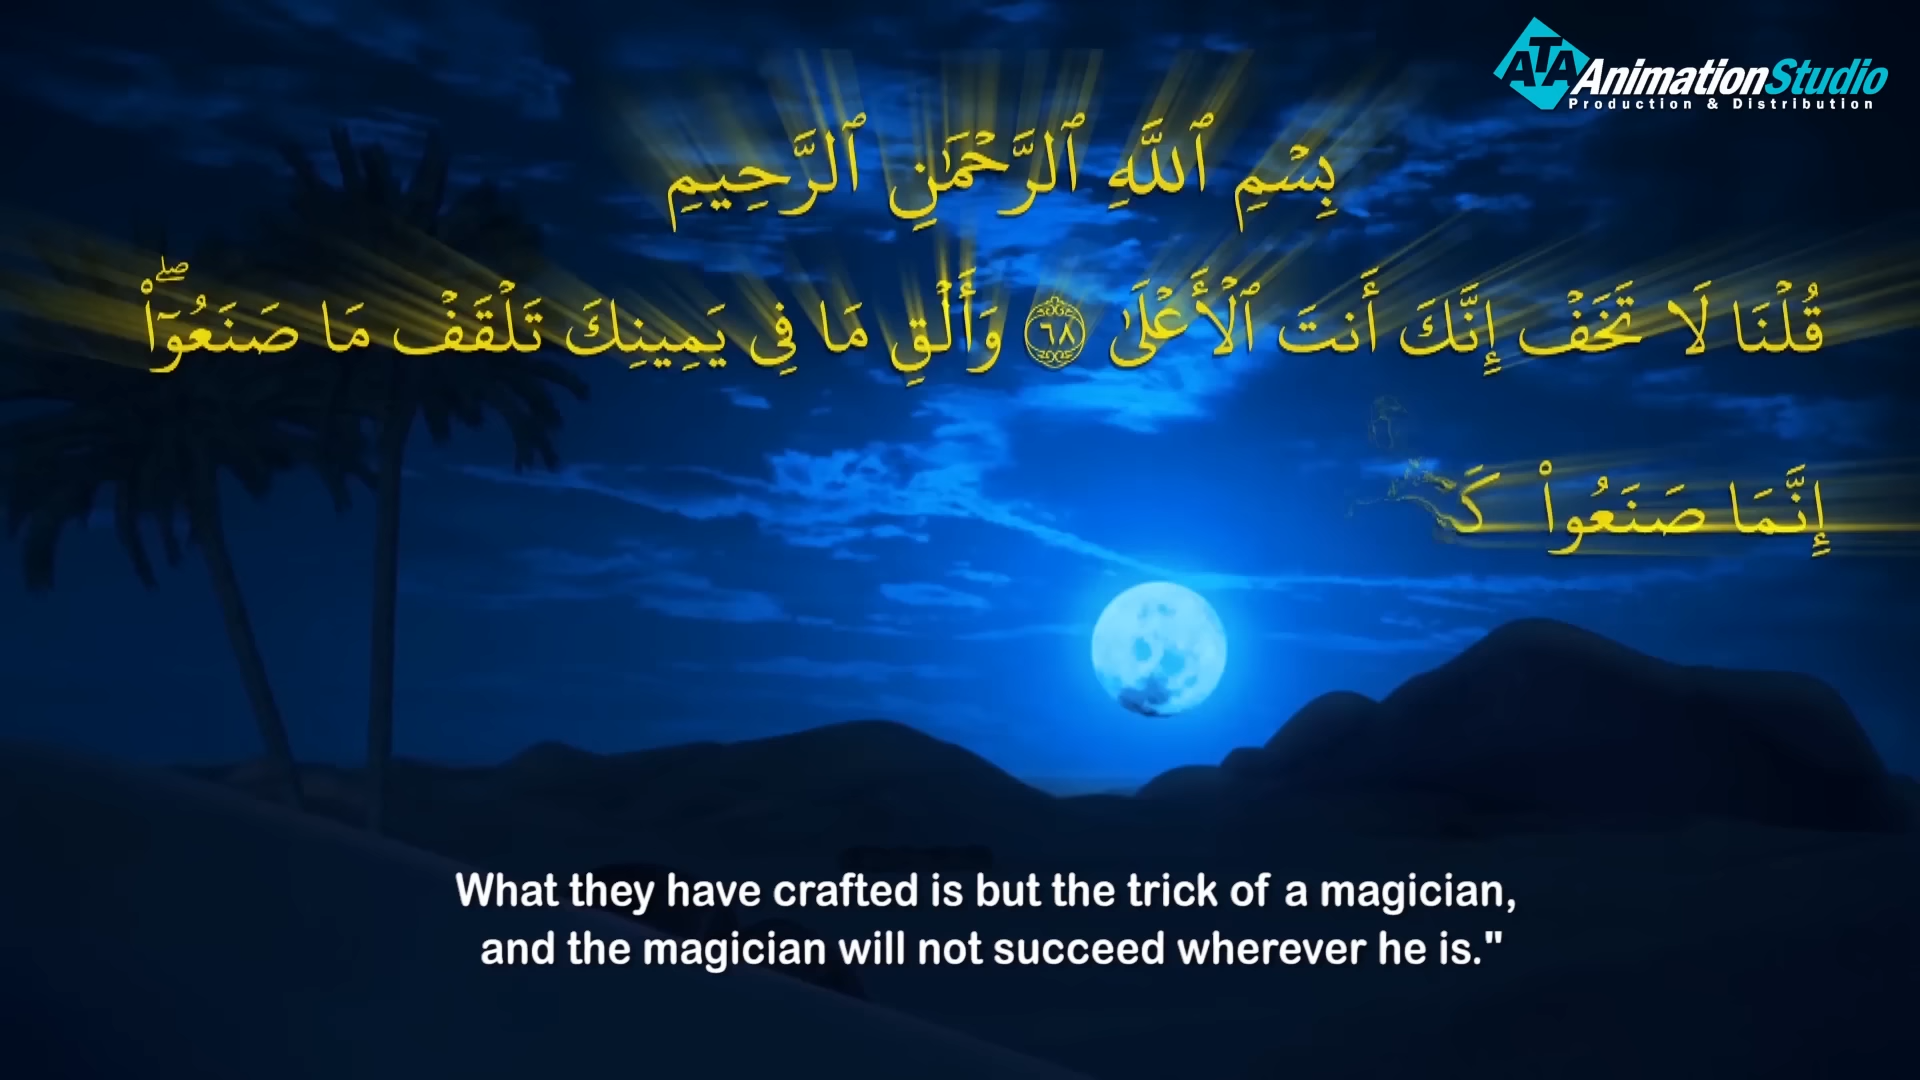 ATA AnimationStudio
Production & Distribution
بِسْمِ ٱللَّهِ ٱلرَّحْمَٰنِ ٱلرَّحِيمِ
قُلْنَا لَا تَخَفْ إِنَّكَ أَنتَ ٱلْأَعْلَىٰ ٦٨ وَأَلْقِ مَا فِي يَمِينِكَ تَلْقَفْ مَا صَنَعُوٓا۟ ۖ
إِنَّمَا صَنَعُوا۟
What they have crafted is but the trick of a magician,
and the magician will not succeed wherever he is."